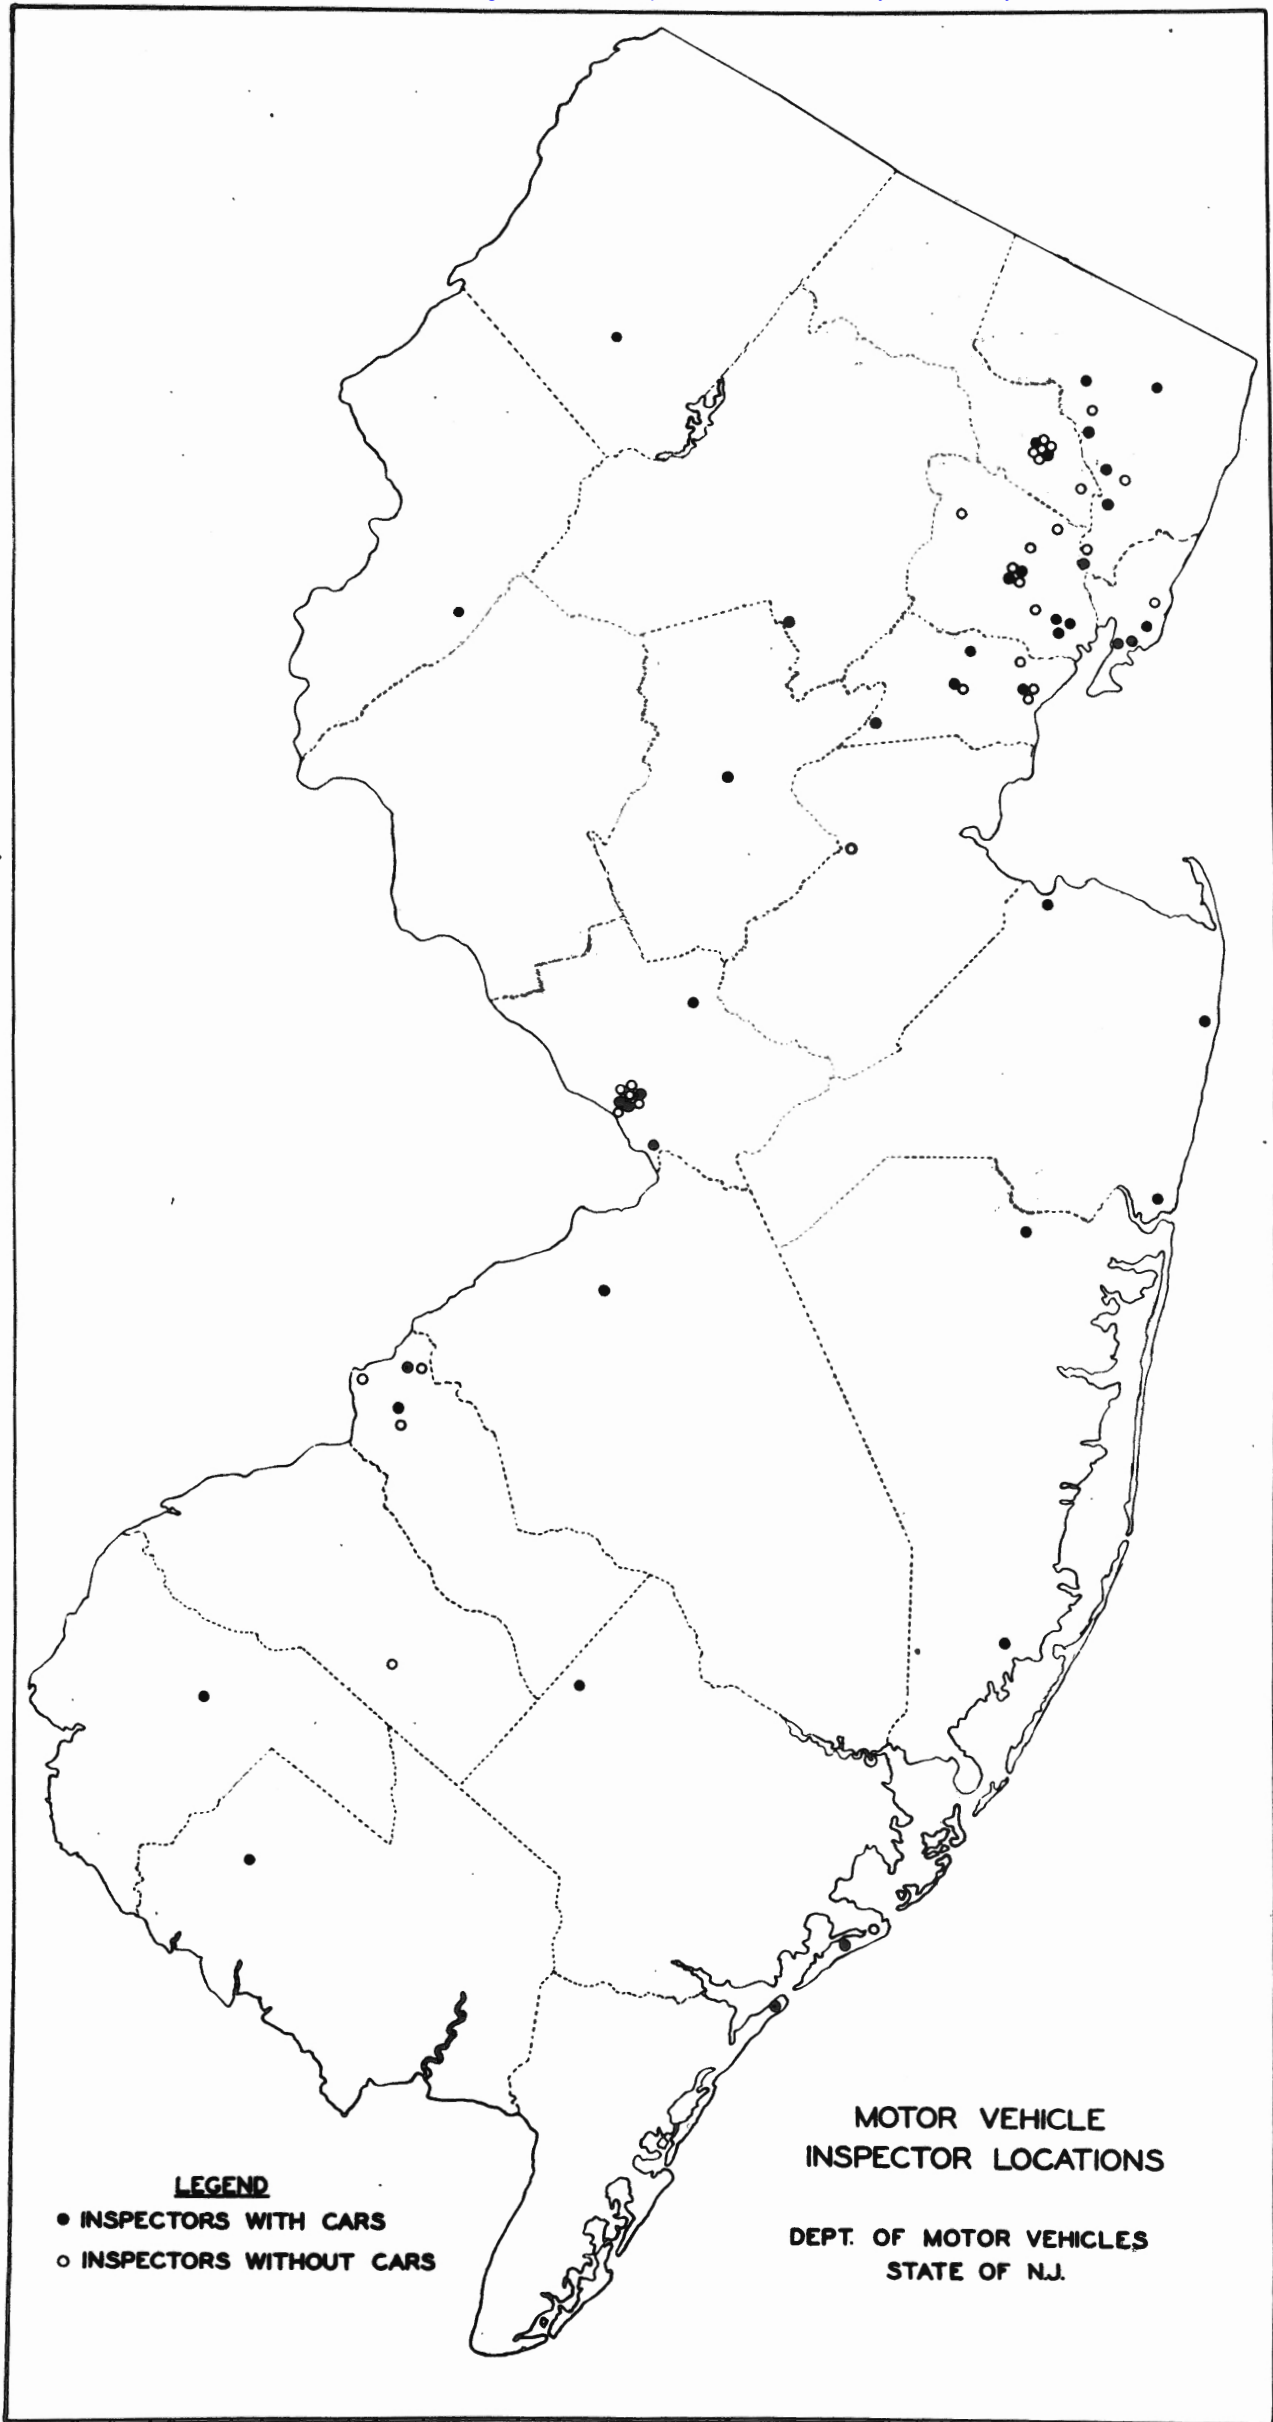 MOTOR VEHICLE
INSPECTOR LOCATIONS
DEPT. OF MOTOR VEHICLES
STATE OF N.J.
LEGEND
● INSPECTORS WITH CARS
○ INSPECTORS WITHOUT CARS